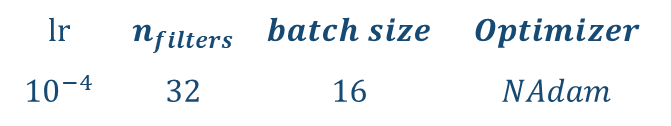 lr n_filters batch size Optimizer
10⁻⁴ 32 16 NAdam